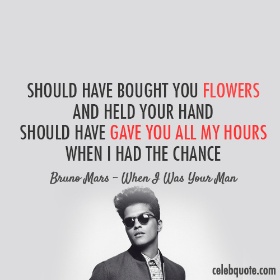 SHOULD HAVE BOUGHT YOU FLOWERS
AND HELD YOUR HAND
SHOULD HAVE GAVE YOU ALL MY HOURS
WHEN I HAD THE CHANCE
Bruno Mars - When I Was Your Man
celebquote.com